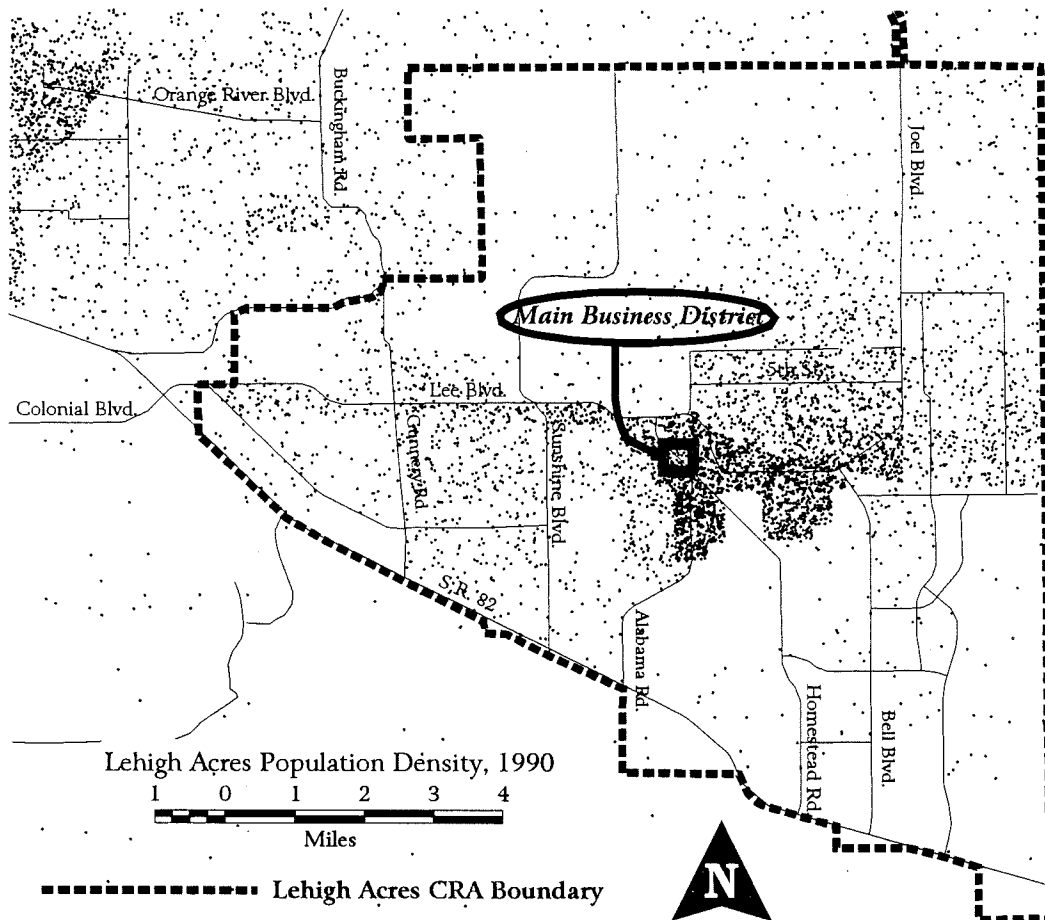 Orange River Blvd.
Buckingham Rd.
Joel Blvd.
Main Business District
5th St.
Lee Blvd.
Colonial Blvd.
Gunnery Rd.
Sunshine Blvd.
S.R. 82
Alabama Rd.
Homestead Rd.
Bell Blvd.
Lehigh Acres Population Density, 1990
1 0 1 2 3 4
Miles
Lehigh Acres CRA Boundary
N